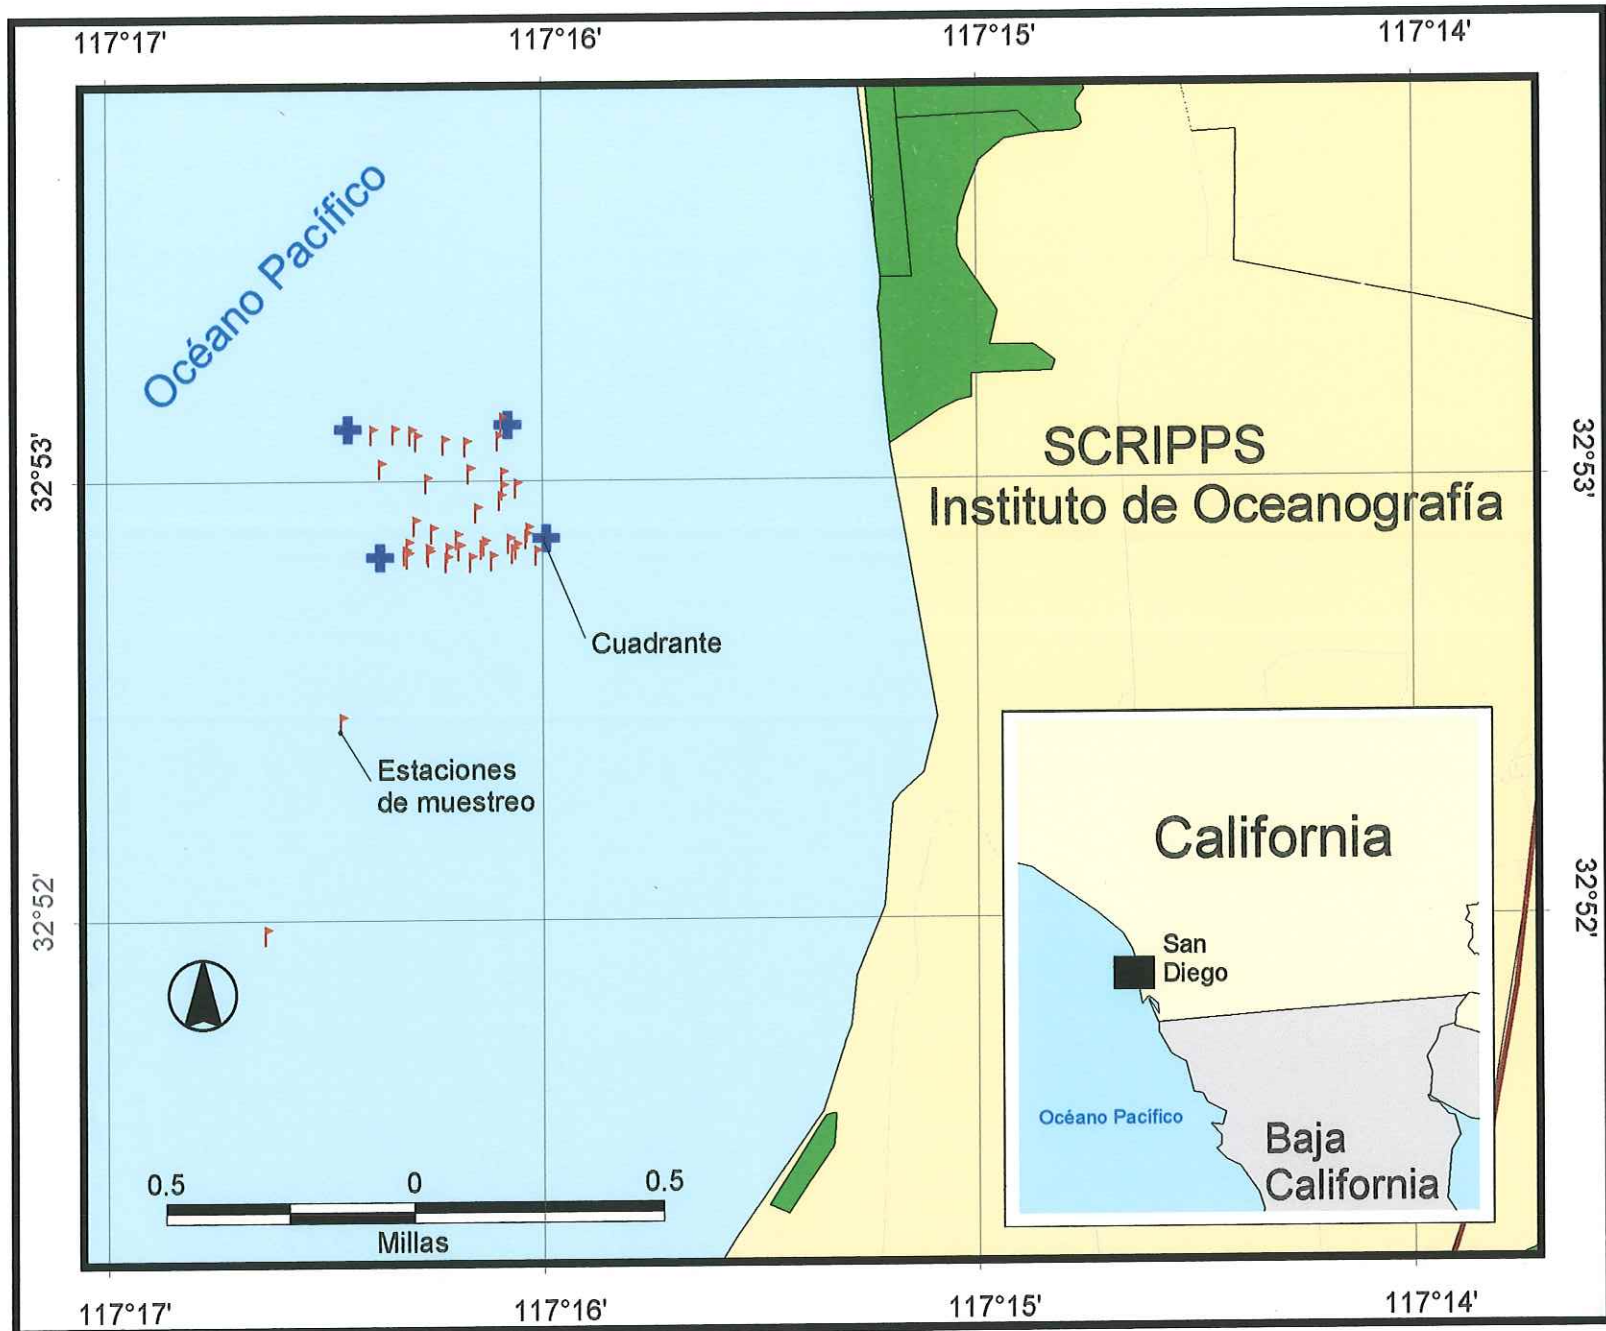 117°17'
117°16'
117°15'
117°14'
Océano Pacífico
32°53'
32°53'
SCRIPPS
Instituto de Oceanografía
Cuadrante
Estaciones
de muestreo
California
32°52'
32°52'
San
Diego
Océano Pacífico
Baja
California
0.5
0
0.5
Millas
117°17'
117°16'
117°15'
117°14'